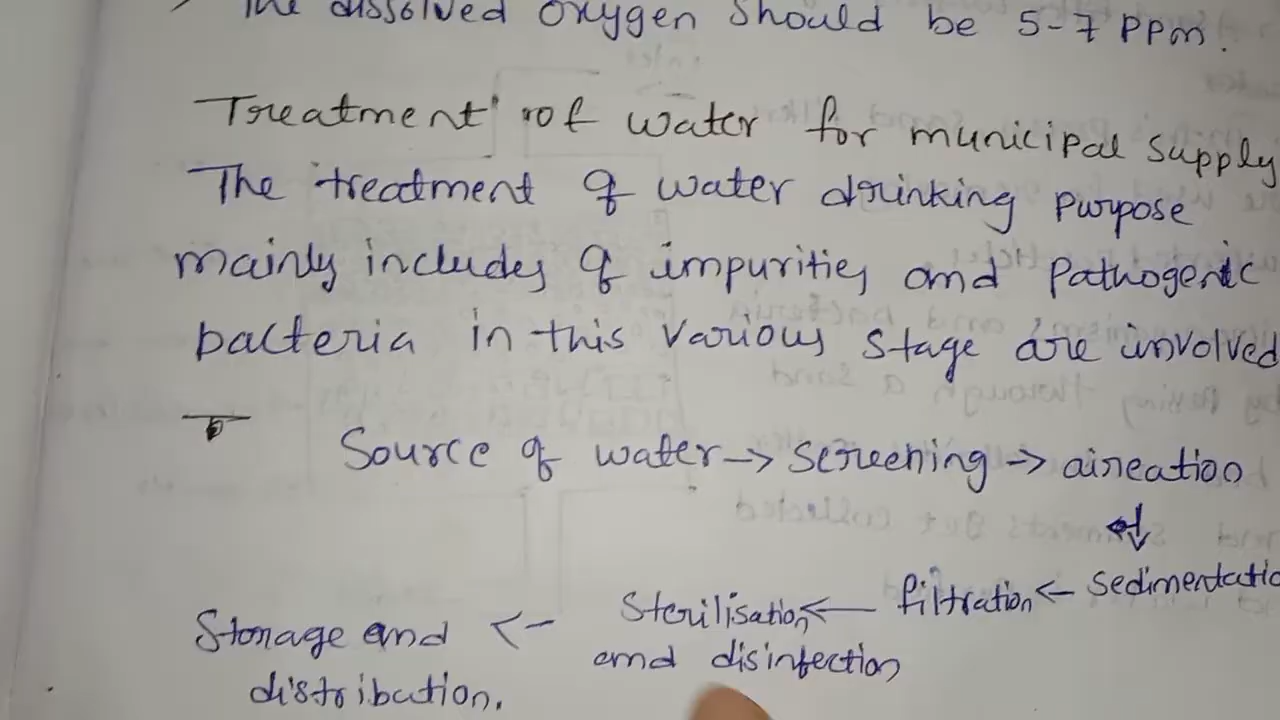 The dissolved oxygen should be 5-7 ppm.
Treatment of water for municipal supply
The treatment of water drinking purpose
mainly includes of impurities and pathogenic
bacteria in this various stage are involved
Source of water -> screening -> aireation
↓
Storage and <- Sterilisation <- filtration <- Sedimentatio
distribution. and disinfection